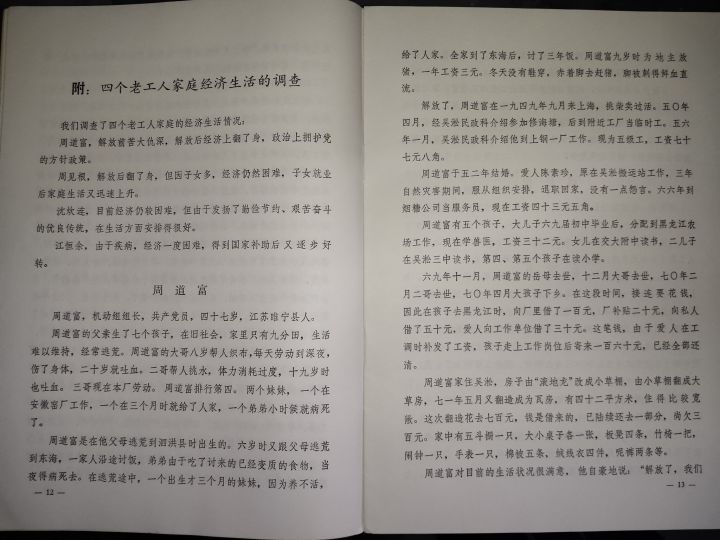 附：四个老工人家庭经济生活的调查
我们调查了四个老工人家庭的经济生活情况：
周道富，解放前苦大仇深，解放后经济上翻了身，政治上拥护党
的方针政策。
周见根，解放后翻了身，但因子女多，经济仍然困难，子女就业
后家庭生活又迅速上升。
沈炊连，目前经济仍较困难，但由于发扬了勤俭节约、艰苦奋斗
的优良传统，在生活方面安排得很好。
江恒余，由于疾病，经济一度困难，得到国家补助后又逐步好
转。
周道富
周道富，机动组组长，共产党员，四十七岁，江苏睢宁县人。
周道富的父亲生了七个孩子，在旧社会，家里只有九分田，生活
难以维持，经常逃荒。周道富的大哥八岁帮人织布，每天劳动到深夜，
伤了身体，二十岁就吐血。二哥帮人挑水，体力消耗过度，十九岁时
也吐血。三哥现在本厂劳动。周道富排行第四。两个妹妹，一个在
安徽窑厂工作，一个在三个月时就给了人家，一个弟弟小时侯就病死
了。
周道富是在他父母逃荒到泗洪县时出生的。六岁时又跟父母逃荒
到东海，一家人沿途讨饭，弟弟由于吃了讨来的已经变质的食物，当
夜得病死去。在逃荒途中，一个出生才三个月的妹妹，因为养不活，
— 12 —
给了人家。全家到了东海后，讨了三年饭。周道富九岁时为地主放
猪，一年工资三元。冬天没有鞋穿，赤着脚去赶猪，脚被刺得鲜血直
流。
解放了，周道富在一九四九年九月来上海，挑柴卖过活。五〇年
四月，经吴淞民政科介绍参加修海塘，后到附近工厂当临时工。五六
年一月，吴淞民政科介绍他到上钢一厂工作。现为五级工，工资七十
七元八角。
周道富于五二年结婚。爱人陈素珍，原在吴淞搬运站工作，三年
自然灾害期间，服从组织安排，退职回家，没有一点怨言。六六年到
烟糖公司当服务员，现在工资四十三元五角。
周道富有五个孩子，大儿子六九届初中毕业后，分配到黑龙江农
场工作，现在学兽医，工资三十二元。女儿在交大附中读书，二儿子
在吴淞三中读书，第四、第五个孩子在读小学。
六九年十一月，周道富的岳母去世，十二月大哥去世，七〇年二
月二哥去世，七〇年四月大孩子下乡。在这段时间，接连要花钱，
因此在孩子去黑龙江时，向厂里借了一百元，厂补贴二十元，向私人
借了五十元，爱人向工作单位借了三十元。这笔钱，由于爱人在工
调时补发了工资，孩子走上工作岗位后寄来一百六十元，已经全部还
清。
周道富家住吴淞，房子由“滚地龙”改成小草棚，由小草棚翻成大
草房，七一年五月又翻造成为瓦房，有四十二平方米，住得比较宽
敞。这次翻造花去七百元，钱是借来的，已陆续还去一部分，尚欠三
百元。家中有五斗橱一只，大小桌子各一张，板凳四条，竹椅一把，
闹钟一只，手表一只，棉被五条，绒线衣四件，呢裤两条等。
周道富对目前的生活状况很满意，他自豪地说：“解放了，我们
— 13 —